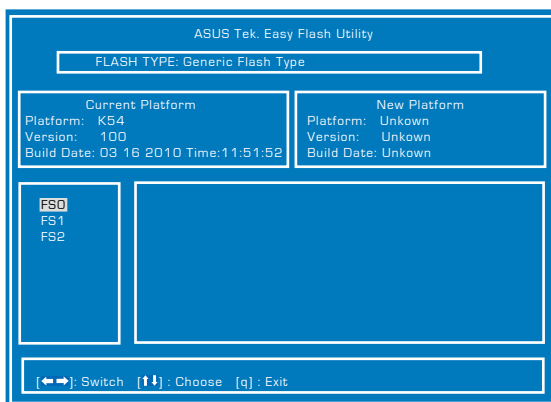 ASUS Tek. Easy Flash Utility
FLASH TYPE: Generic Flash Type
Current Platform
Platform: K54
Version: 100
Build Date: 03 16 2010 Time:11:51:52
New Platform
Platform: Unkown
Version: Unkown
Build Date: Unkown
FS0
FS1
FS2
[←→]: Switch [↑↓] : Choose [q] : Exit